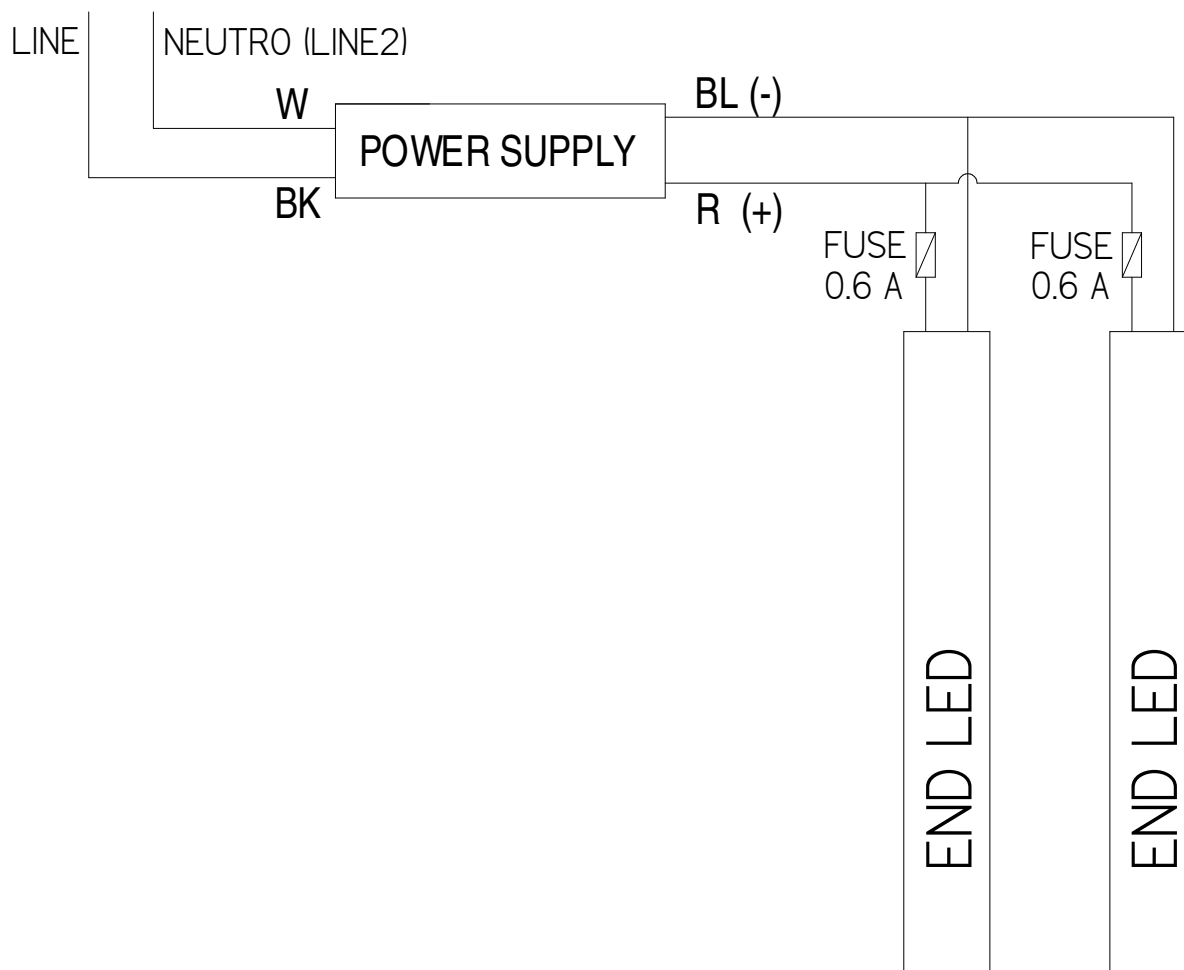 LINE
NEUTRO (LINE2)
W
BK
POWER SUPPLY
BL (-)
R (+)
FUSE
0.6 A
FUSE
0.6 A
END LED
END LED